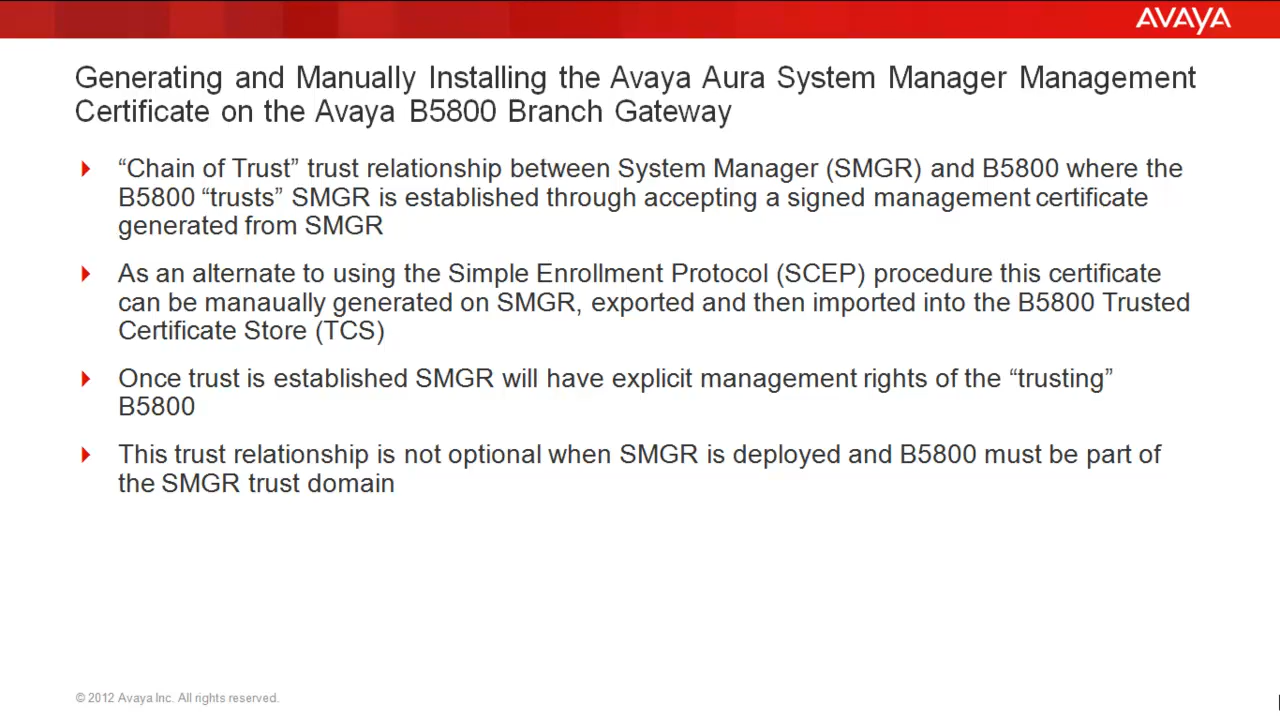 AVAYA
Generating and Manually Installing the Avaya Aura System Manager Management
Certificate on the Avaya B5800 Branch Gateway
“Chain of Trust” trust relationship between System Manager (SMGR) and B5800 where the
B5800 “trusts” SMGR is established through accepting a signed management certificate
generated from SMGR
As an alternate to using the Simple Enrollment Protocol (SCEP) procedure this certificate
can be manaually generated on SMGR, exported and then imported into the B5800 Trusted
Certificate Store (TCS)
Once trust is established SMGR will have explicit management rights of the “trusting”
B5800
This trust relationship is not optional when SMGR is deployed and B5800 must be part of
the SMGR trust domain
© 2012 Avaya Inc. All rights reserved.